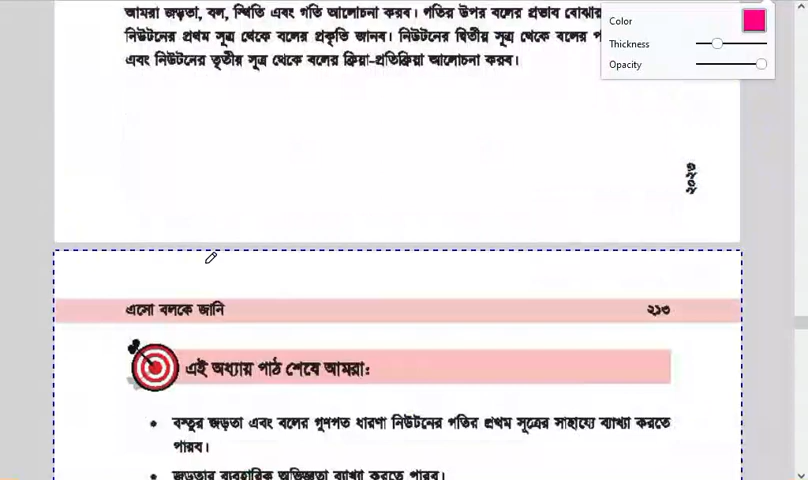 আমরা জড়তা, বল, স্থিতি এবং গতি আলোচনা করব। গতির উপর বলের প্রভাব বোঝার
নিউটনের প্রথম সূত্র থেকে বলের প্রকৃতি জানব। নিউটনের দ্বিতীয় সূত্র থেকে বলের
এবং নিউটনের তৃতীয় সূত্র থেকে বলের ক্রিয়া-প্রতিক্রিয়া আলোচনা করব।
Color
Thickness
Opacity
এসো বলকে জানি ২১৩
এই অধ্যায় পাঠ শেষে আমরা:
• বস্তুর জড়তা এবং বলের গুণগত ধারণা নিউটনের গতির প্রথম সূত্রের সাহায্যে ব্যাখ্যা করতে
পারব।
• জড়তার ব্যবহারিক অভিজ্ঞতা ব্যাখ্যা করতে পারব।